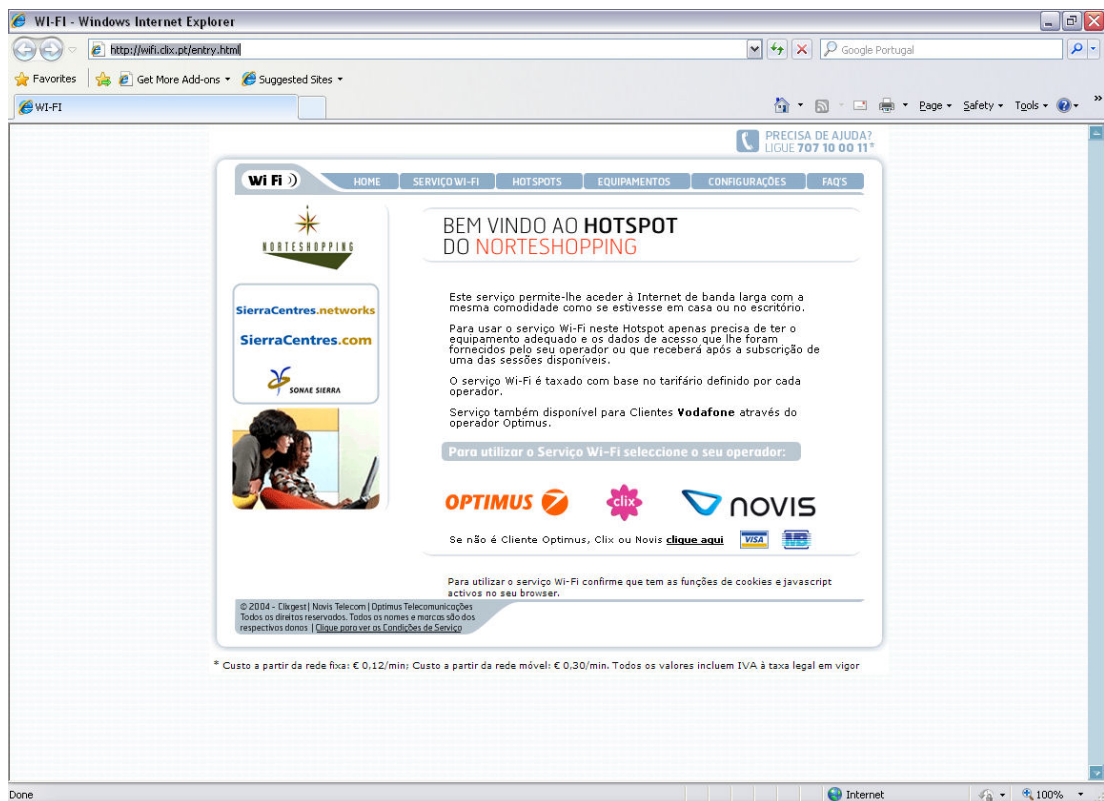 WI-FI - Windows Internet Explorer
http://wifi.clix.pt/entry.html
Google Portugal
Favorites
Get More Add-ons
Suggested Sites
WI-FI
Page
Safety
Tools
»
PRECISA DE AJUDA?
LIGUE 707 10 00 11*
Wi Fi
HOME
SERVIÇO WI-FI
HOTSPOTS
EQUIPAMENTOS
CONFIGURAÇÕES
FAQ'S
NORTESHOPPING
BEM VINDO AO HOTSPOT
DO NORTESHOPPING
SierraCentres.networks
SierraCentres.com
SONAE SIERRA
Este serviço permite-lhe aceder à Internet de banda larga com a
mesma comodidade como se estivesse em casa ou no escritório.
Para usar o serviço Wi-Fi neste Hotspot apenas precisa de ter o
equipamento adequado e os dados de acesso que lhe foram
fornecidos pelo seu operador ou que receberá após a subscrição de
uma das sessões disponíveis.
O serviço Wi-Fi é taxado com base no tarifário definido por cada
operador.
Serviço também disponível para Clientes Vodafone através do
operador Optimus.
Para utilizar o Serviço Wi-Fi seleccione o seu operador:
OPTIMUS
clix
novis
Se não é Cliente Optimus, Clix ou Novis clique aqui
VISA
MB
Para utilizar o serviço Wi-Fi confirme que tem as funções de cookies e javascript
activos no seu browser.
© 2004 - Clixgest | Novis Telecom | Optimus Telecomunicações
Todos os direitos reservados. Todos os nomes e marcas são dos
respectivos donos | Clique para ver as Condições de Serviço
* Custo a partir da rede fixa: € 0,12/min; Custo a partir da rede móvel: € 0,30/min. Todos os valores incluem IVA à taxa legal em vigor
Done
Internet
100%